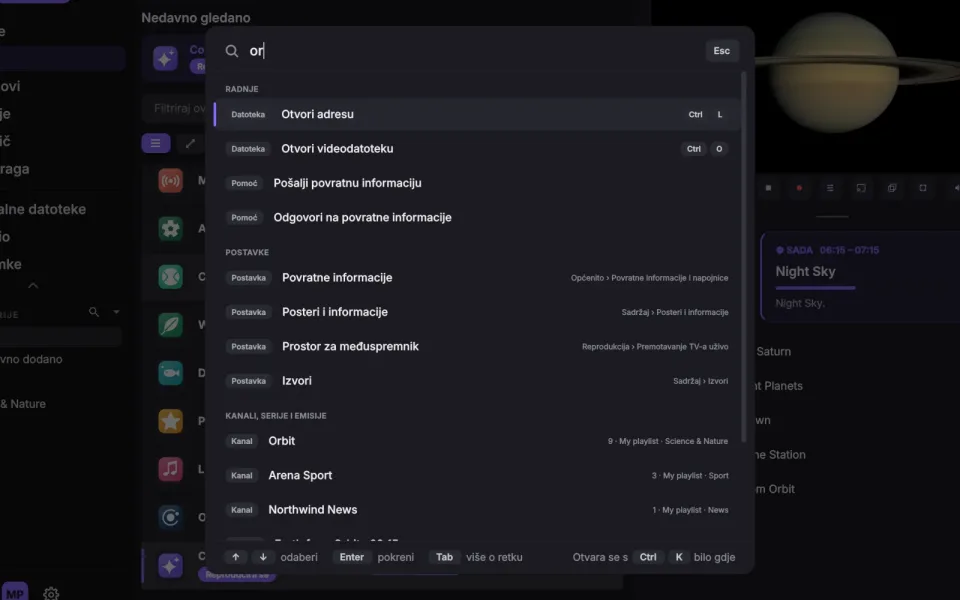 Nedavno gledano
or
Esc
RADNJE
Datoteka Otvori adresu Ctrl L
Datoteka Otvori videodatoteku Ctrl O
Pomoć Pošalji povratnu informaciju
Pomoć Odgovori na povratne informacije
POSTAVKE
Postavka Povratne informacije Općenito › Povratne informacije i napojnice
Postavka Posteri i informacije Sadržaj › Posteri i informacije
Postavka Prostor za međuspremnik Reprodukcija › Premotavanje TV-a uživo
Postavka Izvori Sadržaj › Izvori
KANALI, SERIJE I EMISIJE
Kanal Orbit 9 · My playlist · Science & Nature
Kanal Arena Sport 3 · My playlist · Sport
Kanal Northwind News 1 · My playlist · News
↑ ↓ odaberi Enter pokreni Tab više o retku Otvara se s Ctrl K bilo gdje
Filtriraj
alne datoteke
vno dodano
& Nature
MP
SADA 06:15 – 07:15
Night Sky
Night Sky.
Saturn
Planets
Station
Orbit